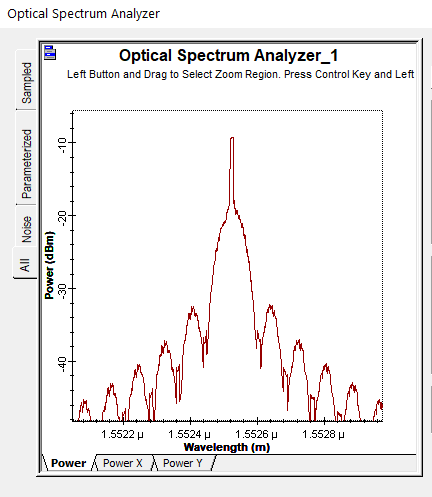 Optical Spectrum Analyzer
Optical Spectrum Analyzer_1
Left Button and Drag to Select Zoom Region. Press Control Key and Left
Sampled
Parameterized
Noise
All
Power (dBm)
-10
-20
-30
-40
1.5522 µ 1.5524 µ 1.5526 µ 1.5528 µ
Wavelength (m)
Power Power X Power Y